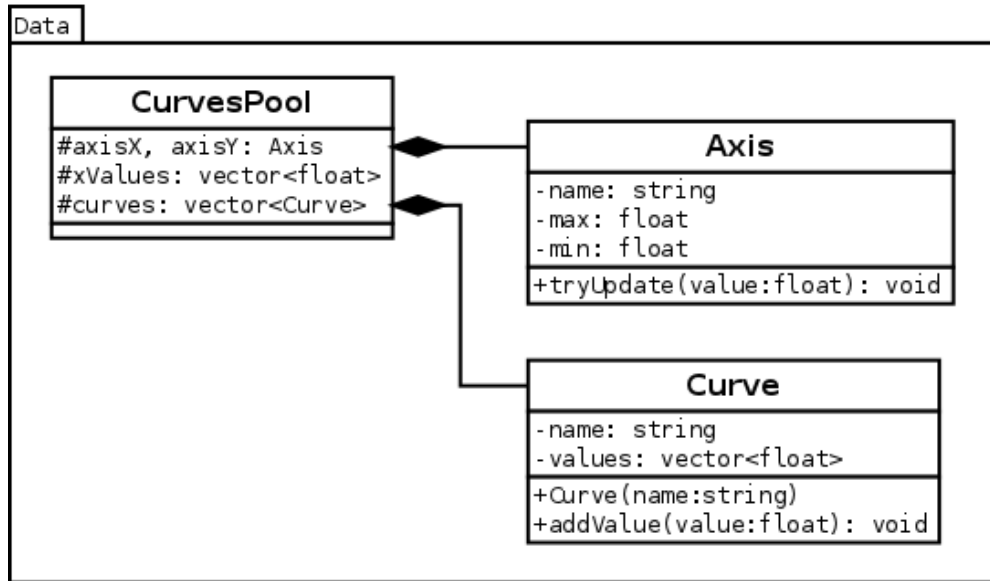 Data
CurvesPool
#axisX, axisY: Axis
#xValues: vector<float>
#curves: vector<Curve>
Axis
-name: string
-max: float
-min: float
+tryUpdate(value:float): void
Curve
-name: string
-values: vector<float>
+Curve(name:string)
+addValue(value:float): void